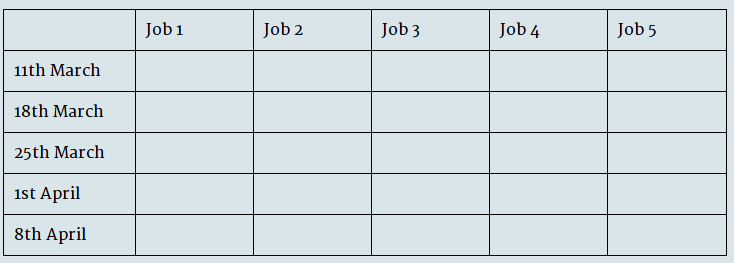 Job 1 Job 2 Job 3 Job 4 Job 5
11th March
18th March
25th March
1st April
8th April